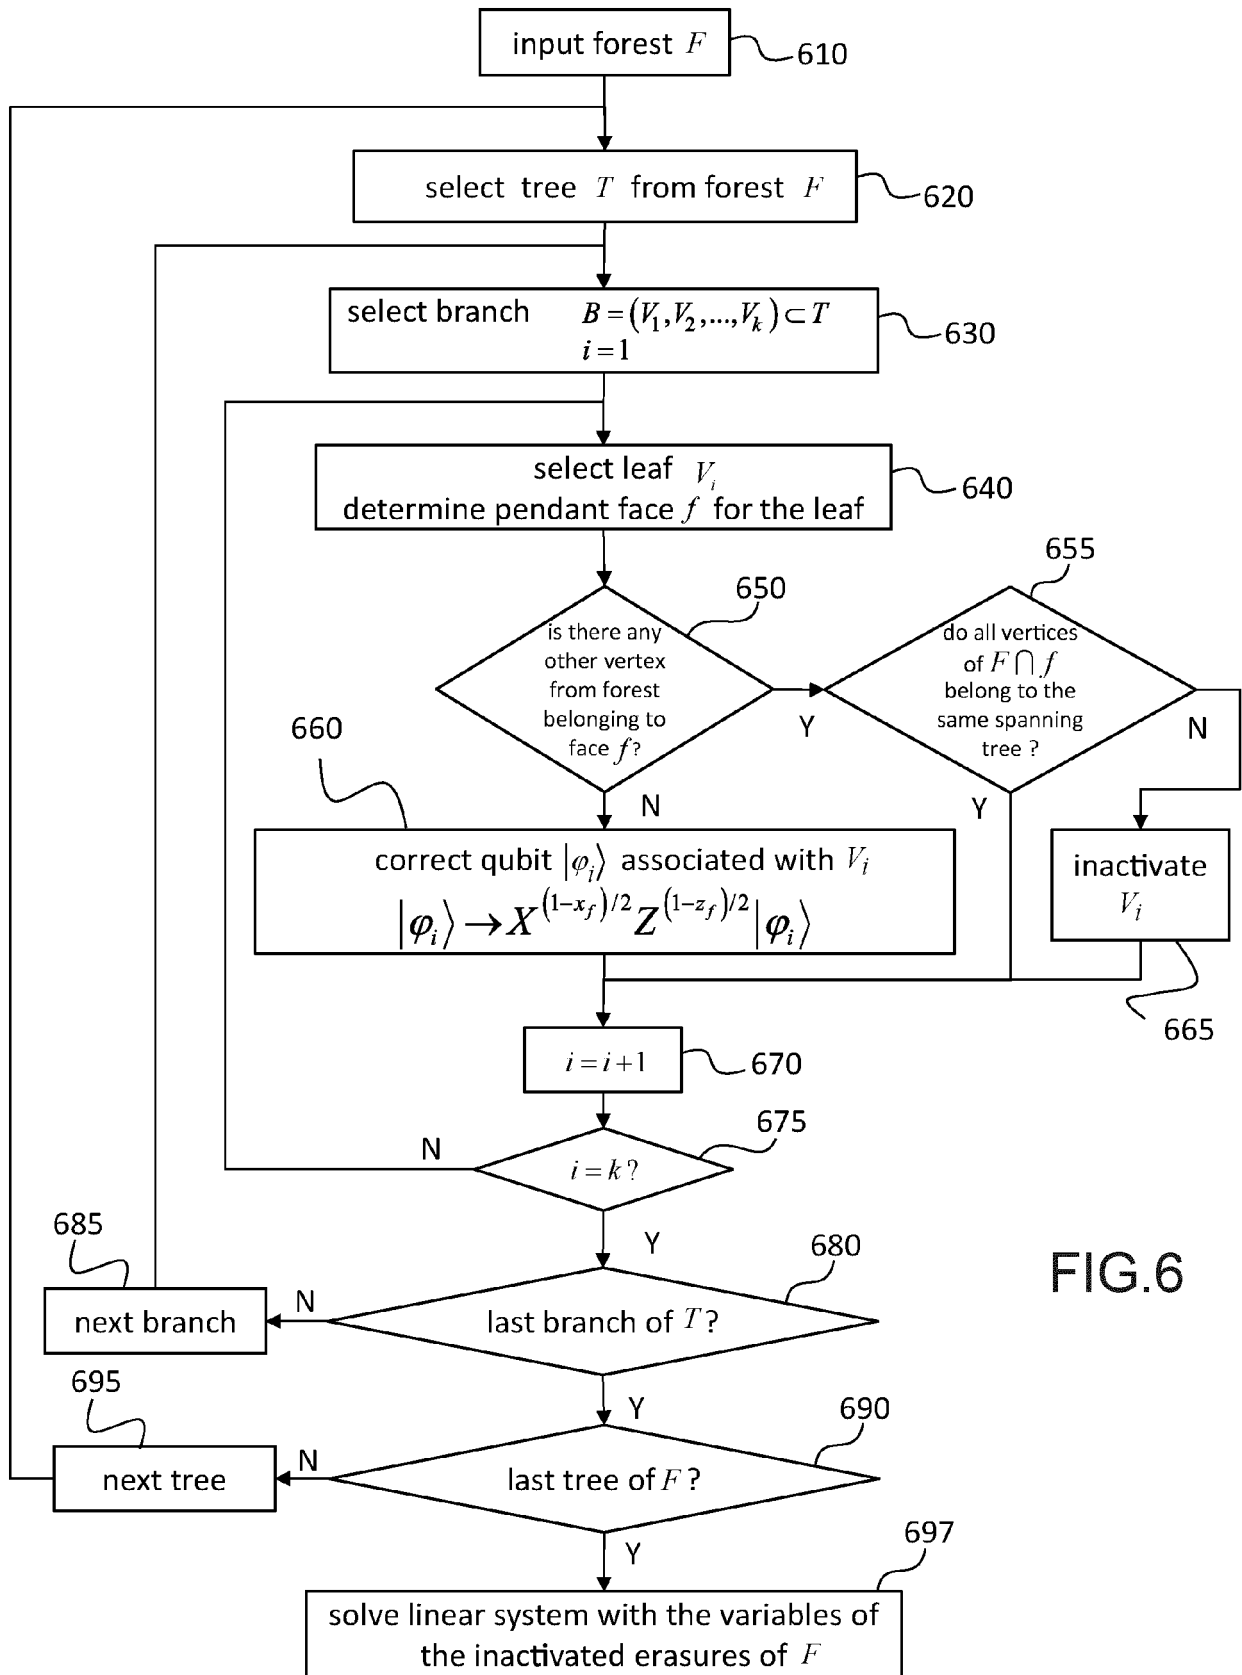 input forest F
610
select tree T from forest F
620
select branch B = (V₁,V₂,...,Vₖ) ⊂ T
i = 1
630
select leaf Vᵢ
determine pendant face f for the leaf
640
655
650
is there any
other vertex
from forest
belonging to
face f?
do all vertices
of F ⋂ f
belong to the
same spanning
tree ?
Y
N
660
N
Y
correct qubit |φᵢ⟩ associated with Vᵢ
|φᵢ⟩ → X^(1−x_f)/2 Z^(1−z_f)/2 |φᵢ⟩
inactivate
Vᵢ
665
i = i+1
670
675
N
i = k?
685
Y
680
FIG.6
next branch
N
last branch of T?
695
Y
690
next tree
N
last tree of F?
697
Y
solve linear system with the variables of
the inactivated erasures of F